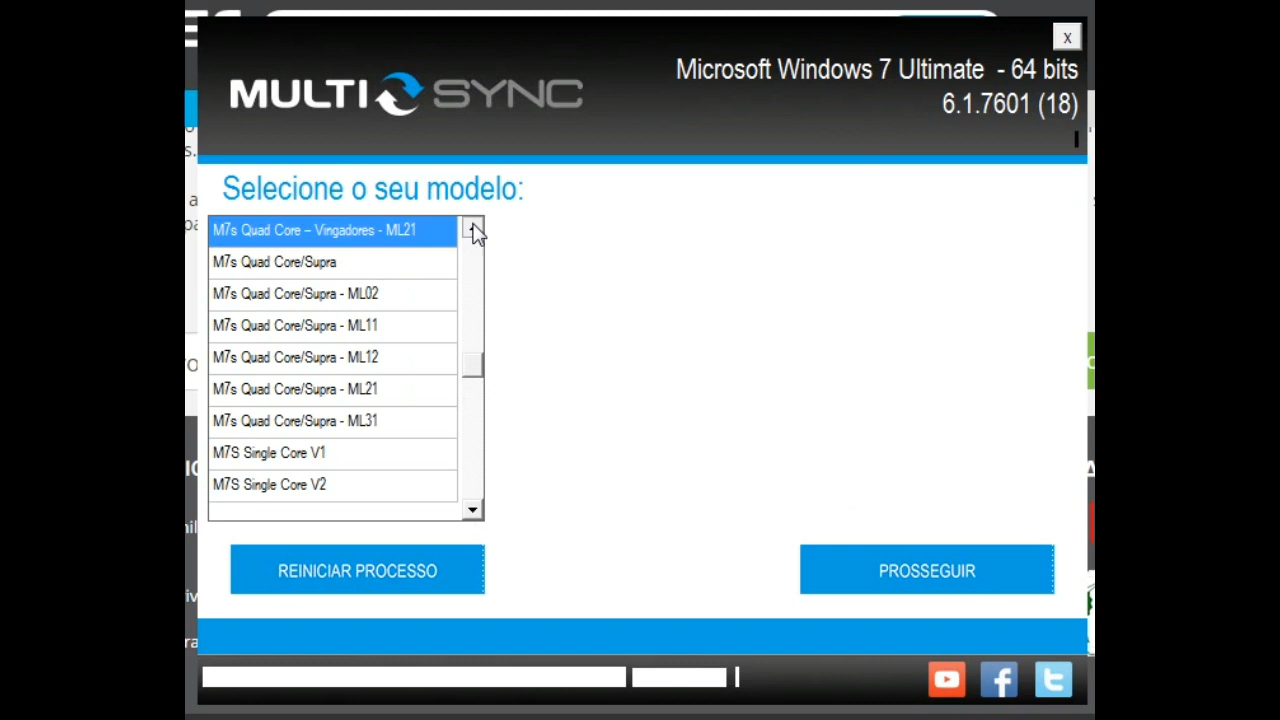 X
MULTI SYNC
Microsoft Windows 7 Ultimate - 64 bits
6.1.7601 (18)
Selecione o seu modelo:
M7s Quad Core – Vingadores - ML21
M7s Quad Core/Supra
M7s Quad Core/Supra - ML02
M7s Quad Core/Supra - ML11
M7s Quad Core/Supra - ML12
M7s Quad Core/Supra - ML21
M7s Quad Core/Supra - ML31
M7S Single Core V1
M7S Single Core V2
REINICIAR PROCESSO
PROSSEGUIR